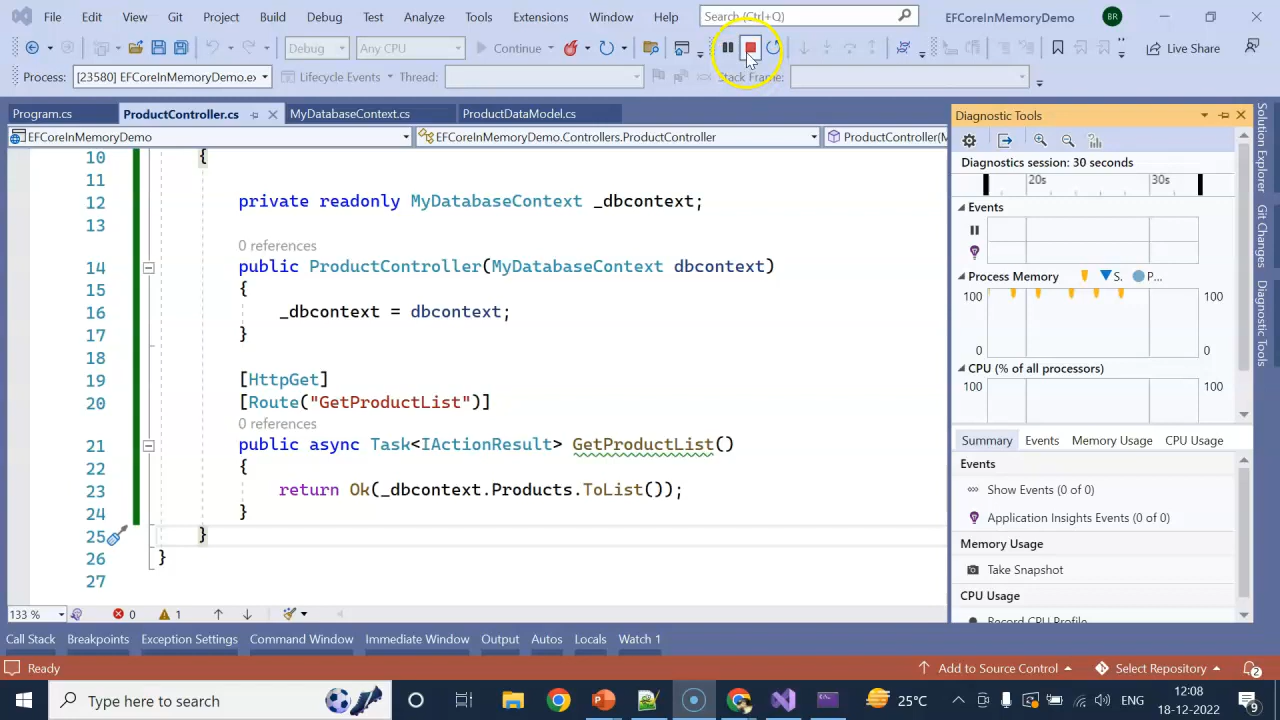 File Edit View Git Project Build Debug Test Analyze Tools Extensions Window Help Search (Ctrl+Q) EFCoreInMemoryDemo BR
Debug Any CPU Continue Live Share
Process: [23580] EFCoreInMemoryDemo.ex Lifecycle Events Thread: Stack Frame:
Program.cs ProductController.cs MyDatabaseContext.cs ProductDataModel.cs
EFCoreInMemoryDemo EFCoreInMemoryDemo.Controllers.ProductController ProductController(M
10 {
11
12 private readonly MyDatabaseContext _dbcontext;
13
0 references
14 public ProductController(MyDatabaseContext dbcontext)
15 {
16 _dbcontext = dbcontext;
17 }
18
19 [HttpGet]
20 [Route("GetProductList")]
0 references
21 public async Task<IActionResult> GetProductList()
22 {
23 return Ok(_dbcontext.Products.ToList());
24 }
25 }
26 }
27
133 % 0 1
Diagnostic Tools
Diagnostics session: 30 seconds
20s 30s
Events
Process Memory S. P...
100 100
0 0
CPU (% of all processors)
100 100
Summary Events Memory Usage CPU Usage
Events
Show Events (0 of 0)
Application Insights Events (0 of 0)
Memory Usage
Take Snapshot
CPU Usage
Record CPU Profile
Solution Explorer
Git Changes
Diagnostic Tools
Call Stack Breakpoints Exception Settings Command Window Immediate Window Output Autos Locals Watch 1
Ready Add to Source Control Select Repository 2
Type here to search 25°C ENG 12:08
18-12-2022 9